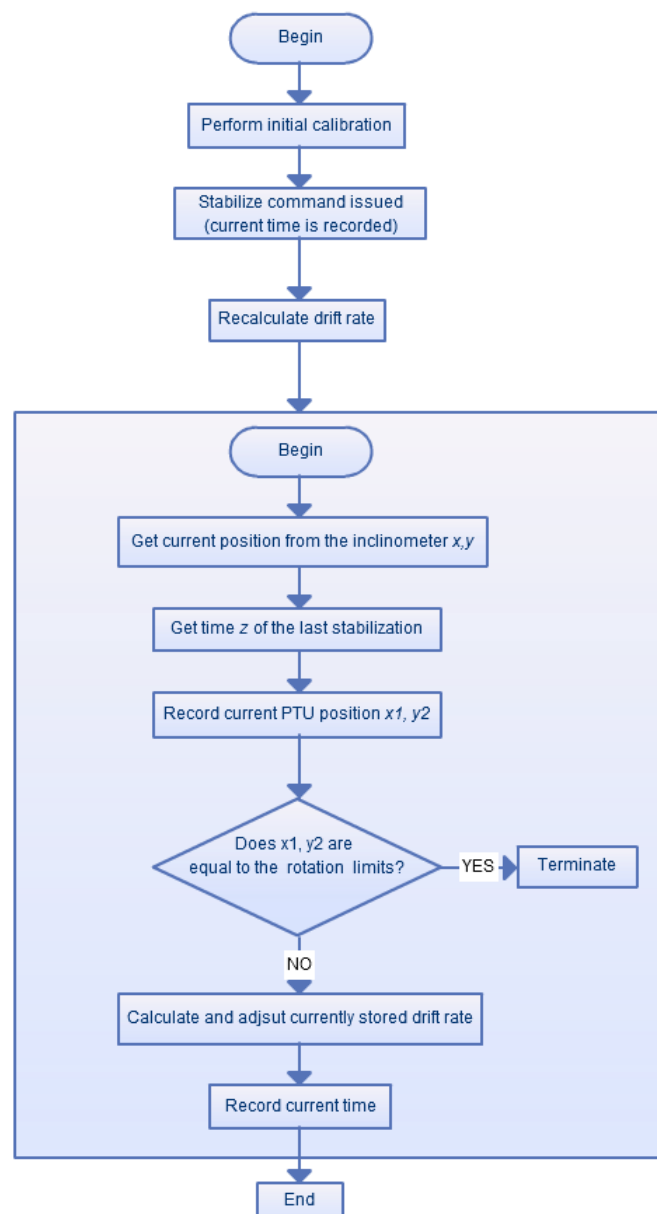 Begin
Perform initial calibration
Stabilize command issued
(current time is recorded)
Recalculate drift rate
Begin
Get current position from the inclinometer x,y
Get time z of the last stabilization
Record current PTU position x1, y2
Does x1, y2 are
equal to the rotation limits?
YES
Terminate
NO
Calculate and adjsut currently stored drift rate
Record current time
End